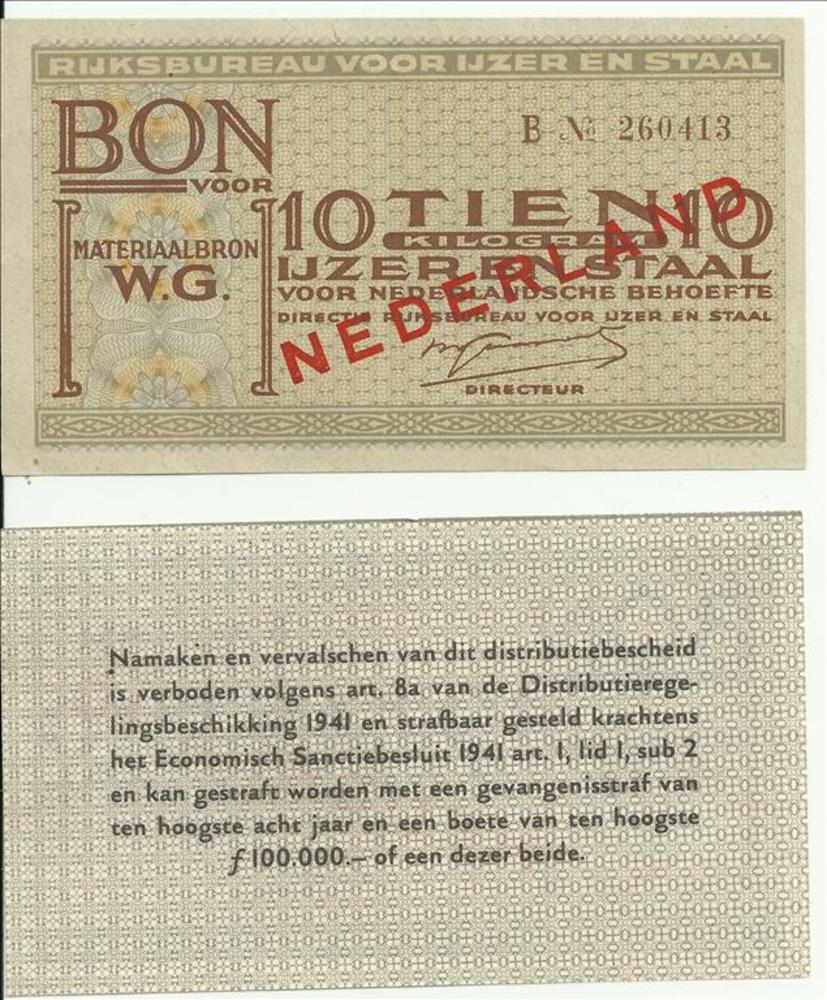 RIJKSBUREAU VOOR IJZER EN STAAL
BON
VOOR
MATERIAALBRON
W.G.
B № 260413
10 TIEN 10
KILOGRAM
IJZER EN STAAL
VOOR NEDERLANDSCHE BEHOEFTE
DIRECTIE RIJKSBUREAU VOOR IJZER EN STAAL
DIRECTEUR
NEDERLAND
Namaken en vervalschen van dit distributiebescheid
is verboden volgens art. 8a van de Distributierege-
lingsbeschikking 1941 en strafbaar gesteld krachtens
het Economisch Sanctiebesluit 1941 art. 1, lid 1, sub 2
en kan gestraft worden met een gevangenisstraf van
ten hoogste acht jaar en een boete van ten hoogste
ƒ 100.000.— of een dezer beide.